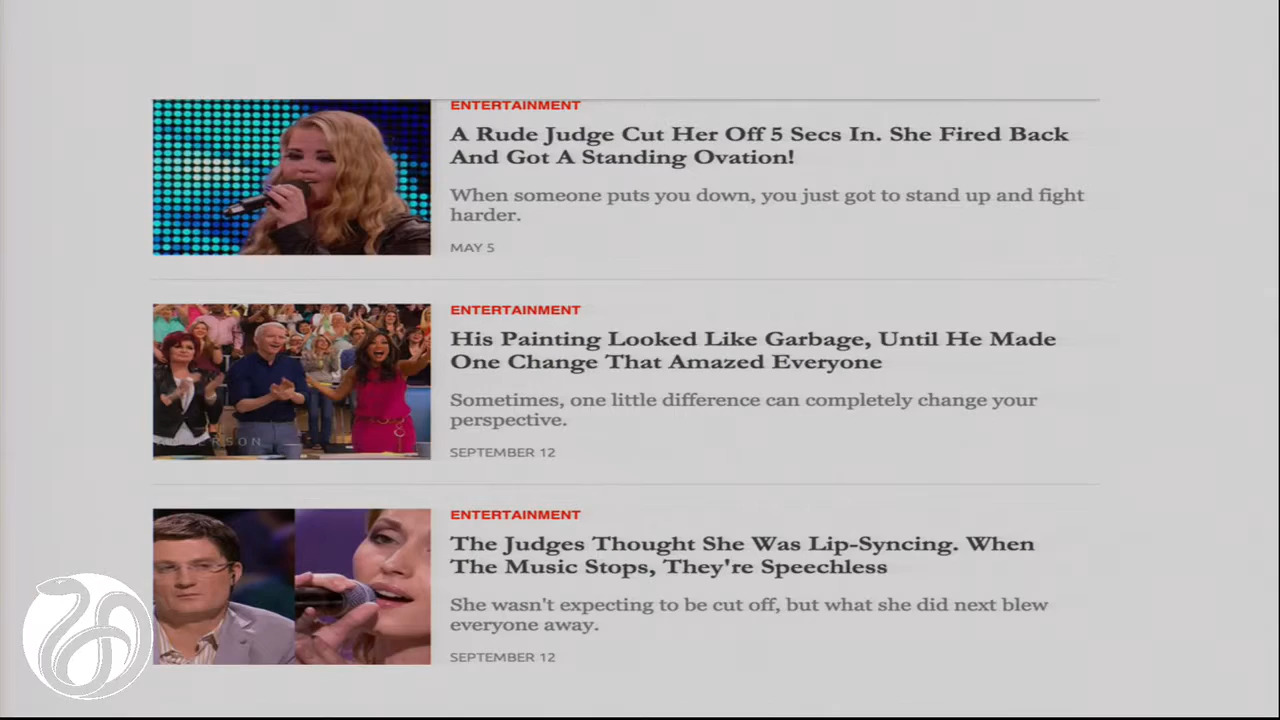 ENTERTAINMENT
A Rude Judge Cut Her Off 5 Secs In. She Fired Back
And Got A Standing Ovation!
When someone puts you down, you just got to stand up and fight
harder.
MAY 5
ENTERTAINMENT
His Painting Looked Like Garbage, Until He Made
One Change That Amazed Everyone
Sometimes, one little difference can completely change your
perspective.
SEPTEMBER 12
ENTERTAINMENT
The Judges Thought She Was Lip-Syncing. When
The Music Stops, They're Speechless
She wasn't expecting to be cut off, but what she did next blew
everyone away.
SEPTEMBER 12